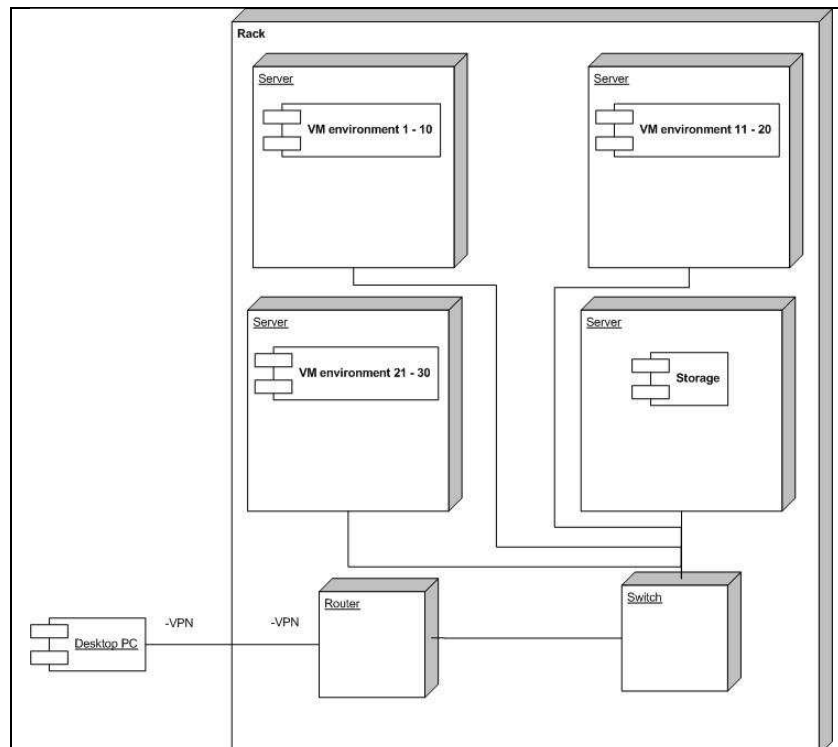 Rack
Server
VM environment 1 - 10
Server
VM environment 11 - 20
Server
VM environment 21 - 30
Server
Storage
Router
Switch
Desktop PC
-VPN
-VPN